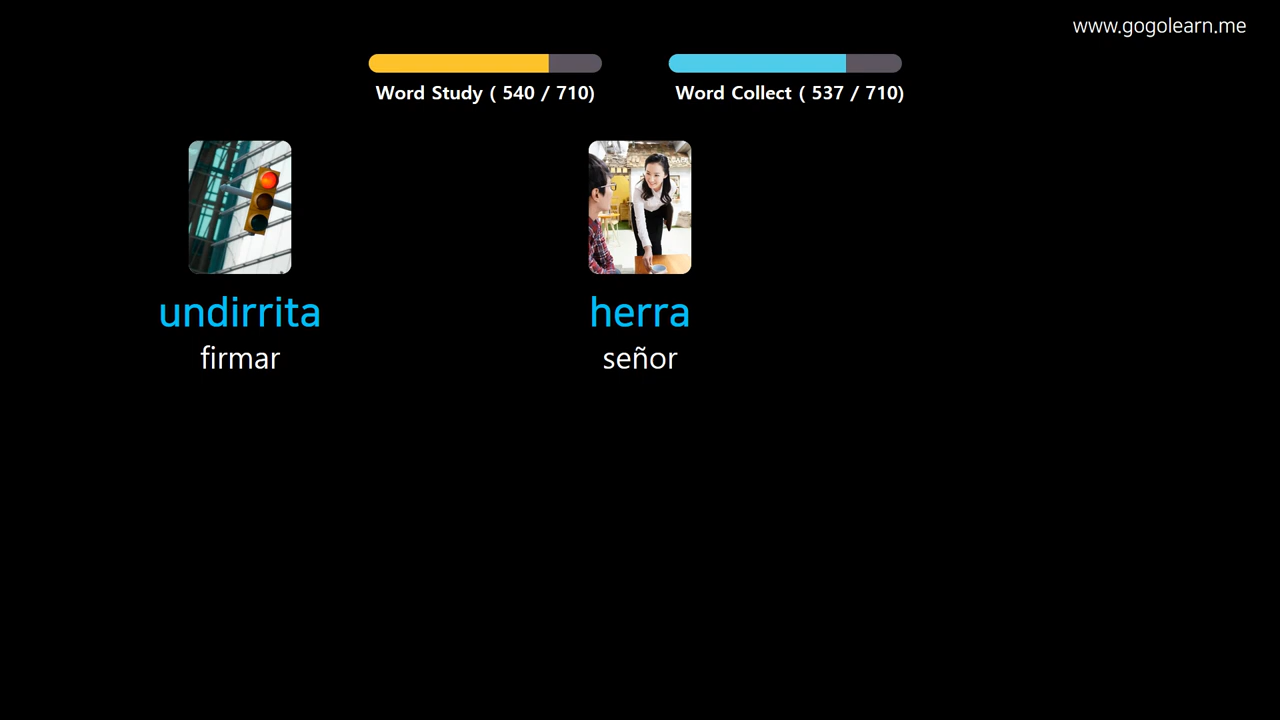 www.gogolearn.me
Word Study ( 540 / 710)
Word Collect ( 537 / 710)
undirrita
herra
firmar
señor